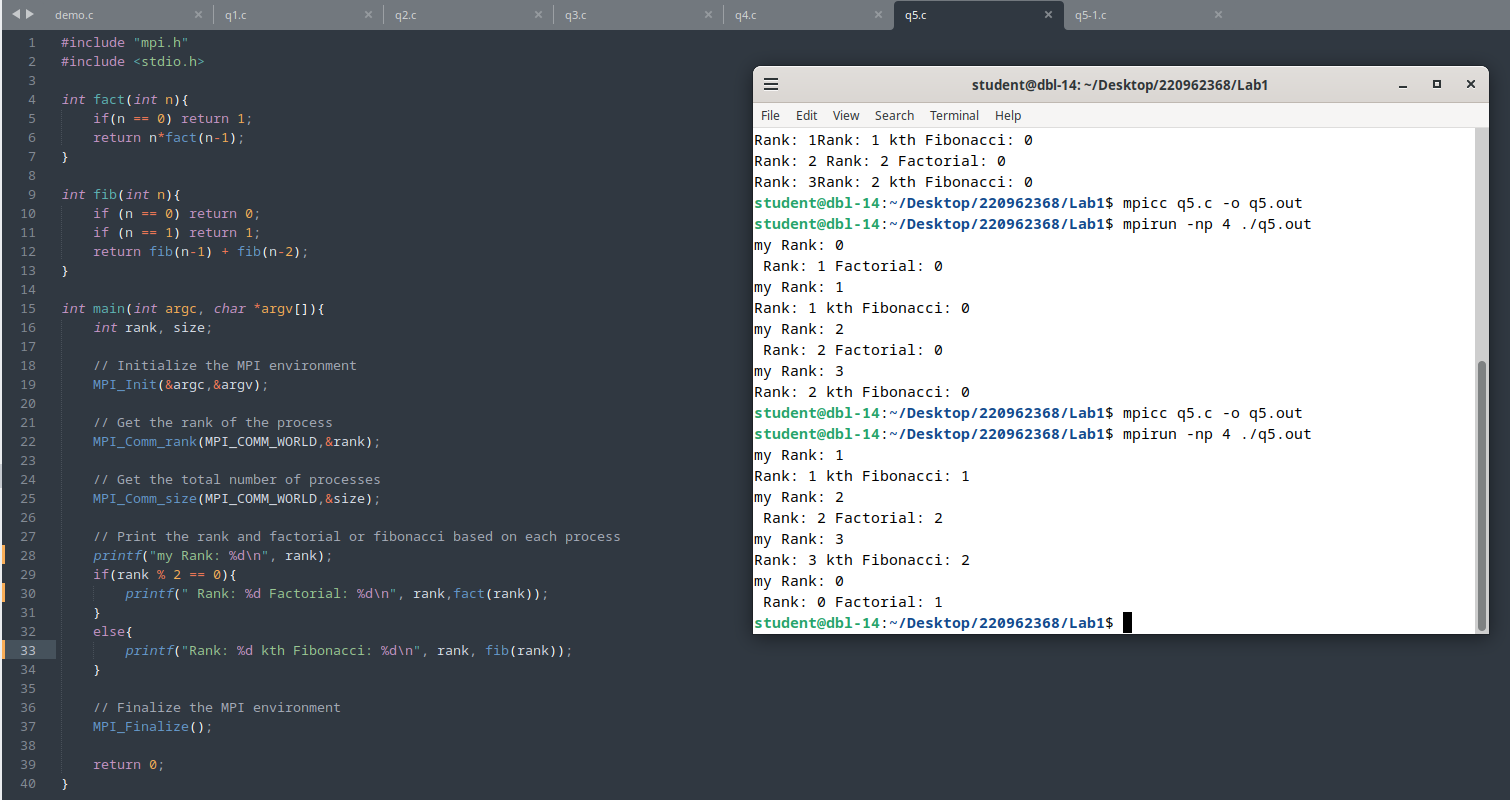 demo.c × q1.c × q2.c × q3.c × q4.c × q5.c × q5-1.c ×
1 #include "mpi.h"
2 #include <stdio.h>
3
4 int fact(int n){
5 if(n == 0) return 1;
6 return n*fact(n-1);
7 }
8
9 int fib(int n){
10 if (n == 0) return 0;
11 if (n == 1) return 1;
12 return fib(n-1) + fib(n-2);
13 }
14
15 int main(int argc, char *argv[]){
16 int rank, size;
17
18 // Initialize the MPI environment
19 MPI_Init(&argc,&argv);
20
21 // Get the rank of the process
22 MPI_Comm_rank(MPI_COMM_WORLD,&rank);
23
24 // Get the total number of processes
25 MPI_Comm_size(MPI_COMM_WORLD,&size);
26
27 // Print the rank and factorial or fibonacci based on each process
28 printf("my Rank: %d\n", rank);
29 if(rank % 2 == 0){
30 printf(" Rank: %d Factorial: %d\n", rank,fact(rank));
31 }
32 else{
33 printf("Rank: %d kth Fibonacci: %d\n", rank, fib(rank));
34 }
35
36 // Finalize the MPI environment
37 MPI_Finalize();
38
39 return 0;
40 }
student@dbl-14: ~/Desktop/220962368/Lab1
File Edit View Search Terminal Help
Rank: 1Rank: 1 kth Fibonacci: 0
Rank: 2 Rank: 2 Factorial: 0
Rank: 3Rank: 2 kth Fibonacci: 0
student@dbl-14:~/Desktop/220962368/Lab1$ mpicc q5.c -o q5.out
student@dbl-14:~/Desktop/220962368/Lab1$ mpirun -np 4 ./q5.out
my Rank: 0
 Rank: 1 Factorial: 0
my Rank: 1
Rank: 1 kth Fibonacci: 0
my Rank: 2
 Rank: 2 Factorial: 0
my Rank: 3
Rank: 2 kth Fibonacci: 0
student@dbl-14:~/Desktop/220962368/Lab1$ mpicc q5.c -o q5.out
student@dbl-14:~/Desktop/220962368/Lab1$ mpirun -np 4 ./q5.out
my Rank: 1
Rank: 1 kth Fibonacci: 1
my Rank: 2
 Rank: 2 Factorial: 2
my Rank: 3
Rank: 3 kth Fibonacci: 2
my Rank: 0
 Rank: 0 Factorial: 1
student@dbl-14:~/Desktop/220962368/Lab1$